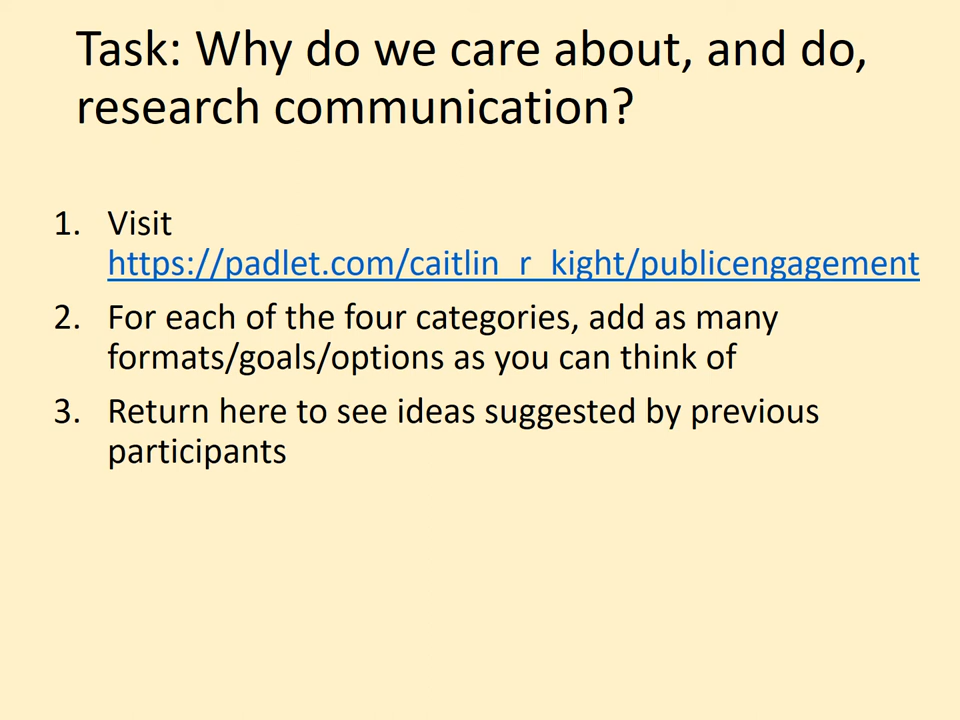 Task: Why do we care about, and do,
research communication?
1. Visit
https://padlet.com/caitlin_r_kight/publicengagement
2. For each of the four categories, add as many
formats/goals/options as you can think of
3. Return here to see ideas suggested by previous
participants